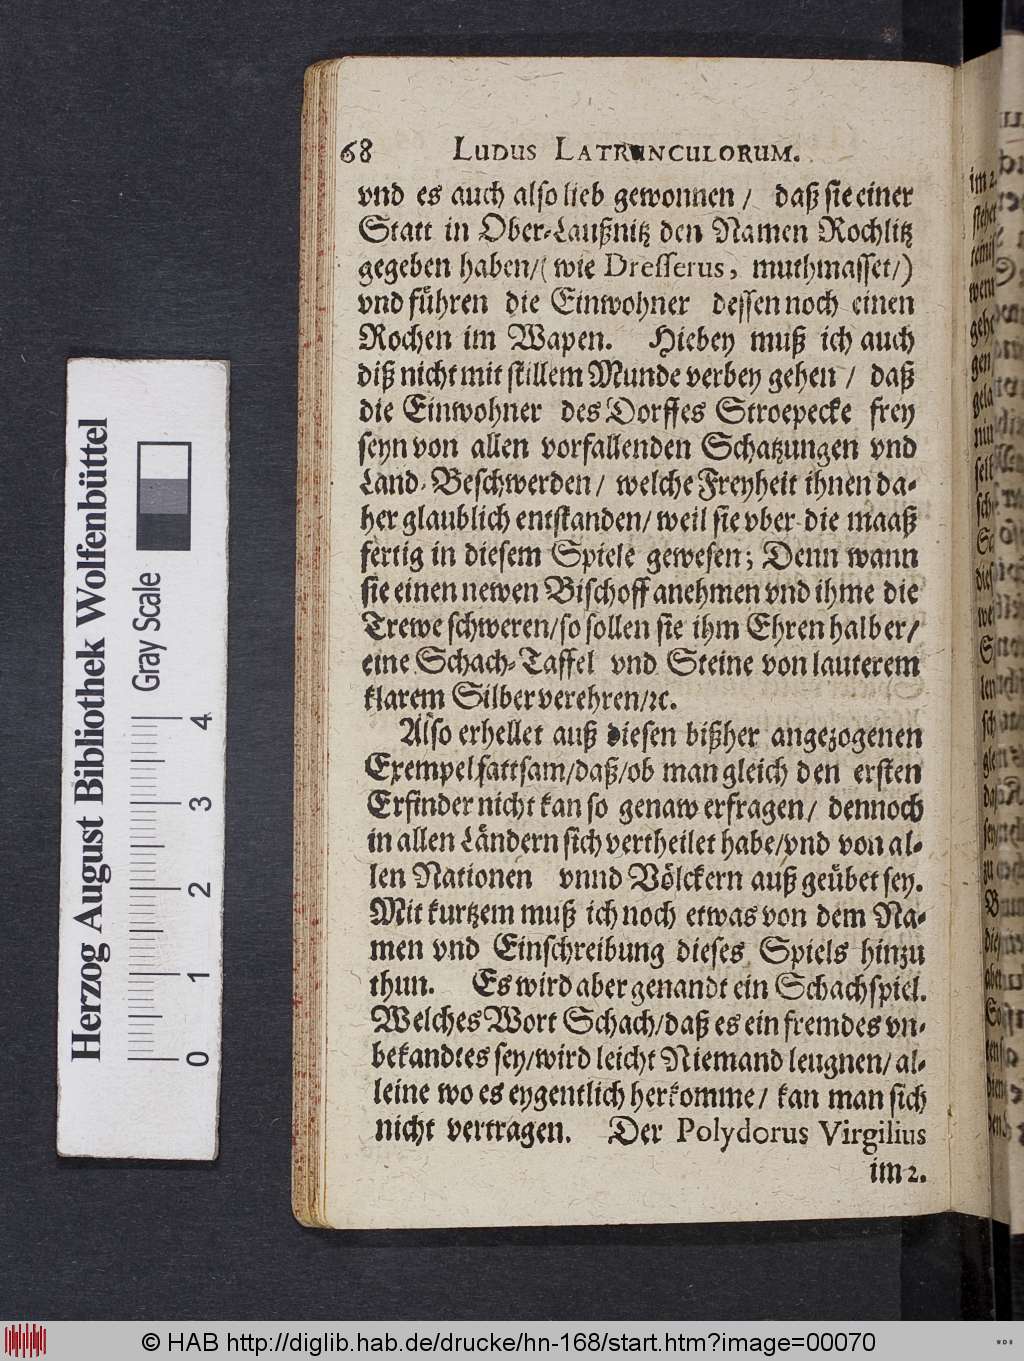 68 LUDUS LATRUNCULORUM.
vnd es auch also lieb gewonnen / daß sie einer
Statt in Ober-Laußnitz den Namen Rochlitz
gegeben haben/ (wie Dresserus, muthmasset/)
vnd führen die Einwohner dessen noch einen
Rochen im Wapen. Hiebey muß ich auch
diß nicht mit stillem Munde verbey gehen / daß
die Einwohner des Dorffes Stroepecke frey
seyn von allen vorfallenden Schatzungen vnd
Land-Beschwerden / welche Freyheit ihnen da-
her glaublich entstanden/ weil sie vber die maaß
fertig in diesem Spiele gewesen; Denn wann
sie einen newen Bischoff anehmen vnd ihme die
Trewe schweren/ so sollen sie ihm Ehren halber/
eine Schach-Taffel vnd Steine von lauterem
klarem Silber verehren/ ꝛc.
Also erhellet auß diesen bißher angezogenen
Exempel sattsam/ daß/ ob man gleich den ersten
Erfinder nicht kan so genaw erfragen / dennoch
in allen Ländern sich vertheilet habe/ vnd von al-
len Nationen vnnd Völckern auß geübet sey.
Mit kurtzem muß ich noch etwas von dem Na-
men vnd Einschreibung dieses Spiels hinzu
thun. Es wird aber genandt ein Schachspiel.
Welches Wort Schach/ daß es ein fremdes vn-
bekandtes sey/ wird leicht Niemand leugnen/ al-
leine wo es eygentlich herkomme / kan man sich
nicht vertragen. Der Polydorus Virgilius
im 2.
Herzog August Bibliothek Wolfenbüttel
Gray Scale
0 1 2 3 4
© HAB http://diglib.hab.de/drucke/hn-168/start.htm?image=00070